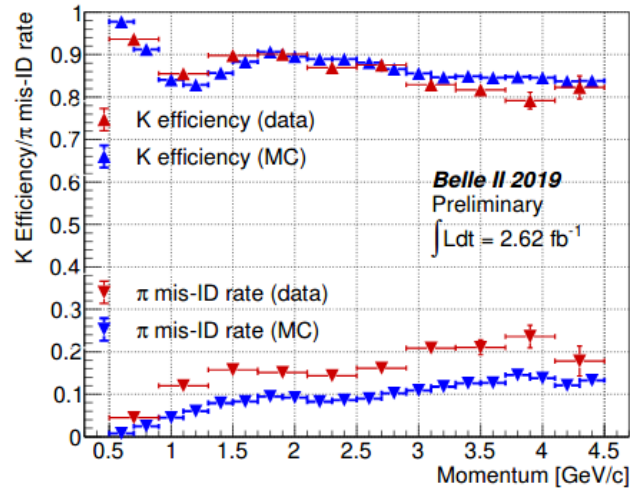 K Efficiency/π mis-ID rate
1
0.9
0.8
0.7
0.6
0.5
0.4
0.3
0.2
0.1
0
K efficiency (data)
K efficiency (MC)
Belle II 2019
Preliminary
∫Ldt = 2.62 fb⁻¹
π mis-ID rate (data)
π mis-ID rate (MC)
0.5 1 1.5 2 2.5 3 3.5 4 4.5
Momentum [GeV/c]